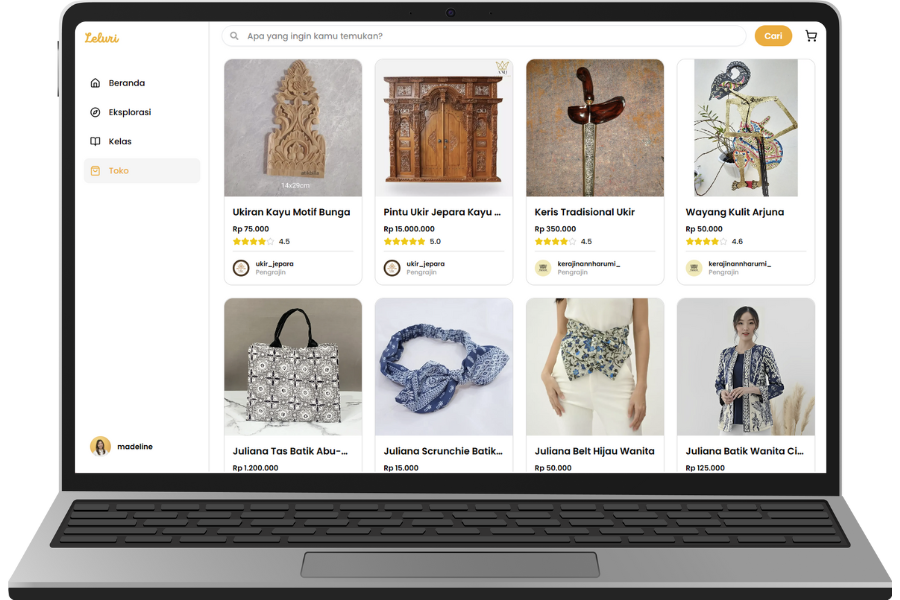 Leluri
Apa yang ingin kamu temukan?
Cari
Beranda
Eksplorasi
Kelas
Toko
madeline
14x29cm
Ukiran Kayu Motif Bunga
Rp 75.000
4.5
ukir_jepara
Pengrajin
Pintu Ukir Jepara Kayu ...
Rp 15.000.000
5.0
ukir_jepara
Pengrajin
Keris Tradisional Ukir
Rp 350.000
4.5
kerajinannharumi_
Pengrajin
Wayang Kulit Arjuna
Rp 50.000
4.6
kerajinannharumi_
Pengrajin
Juliana Tas Batik Abu-...
Rp 1.200.000
Juliana Scrunchie Batik...
Rp 15.000
Juliana Belt Hijau Wanita
Rp 50.000
Juliana Batik Wanita Ci...
Rp 125.000